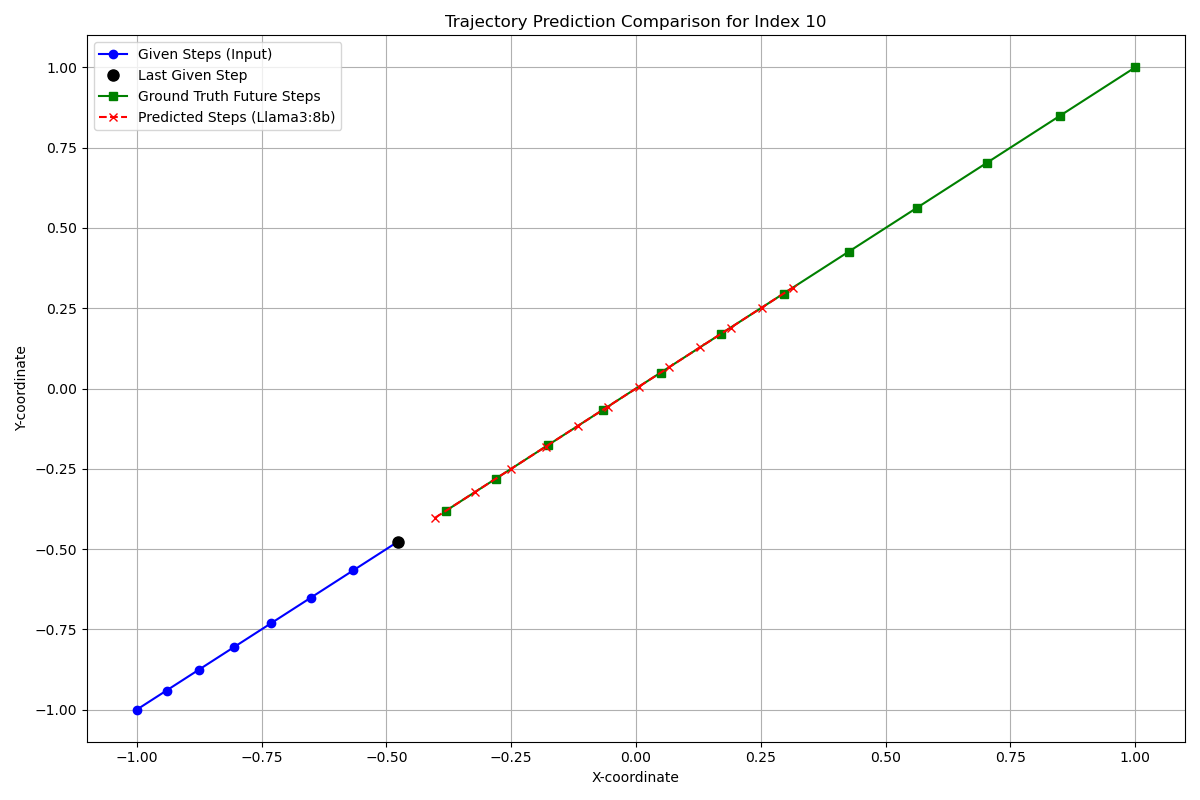 Trajectory Prediction Comparison for Index 10
Given Steps (Input)
Last Given Step
Ground Truth Future Steps
Predicted Steps (Llama3:8b)
1.00
0.75
0.50
0.25
0.00
−0.25
−0.50
−0.75
−1.00
Y-coordinate
−1.00 −0.75 −0.50 −0.25 0.00 0.25 0.50 0.75 1.00
X-coordinate